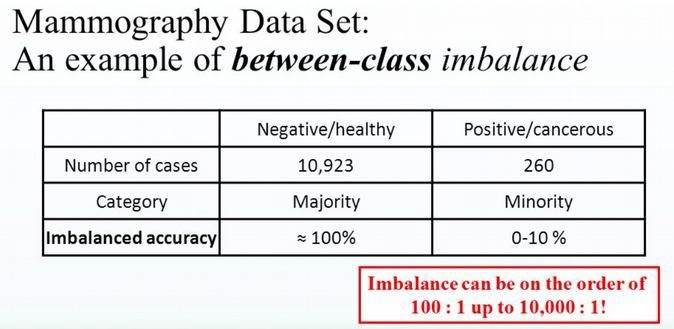 Mammography Data Set:
An example of between-class imbalance
Negative/healthy Positive/cancerous
Number of cases 10,923 260
Category Majority Minority
Imbalanced accuracy ≈ 100% 0-10 %
Imbalance can be on the order of
100 : 1 up to 10,000 : 1!